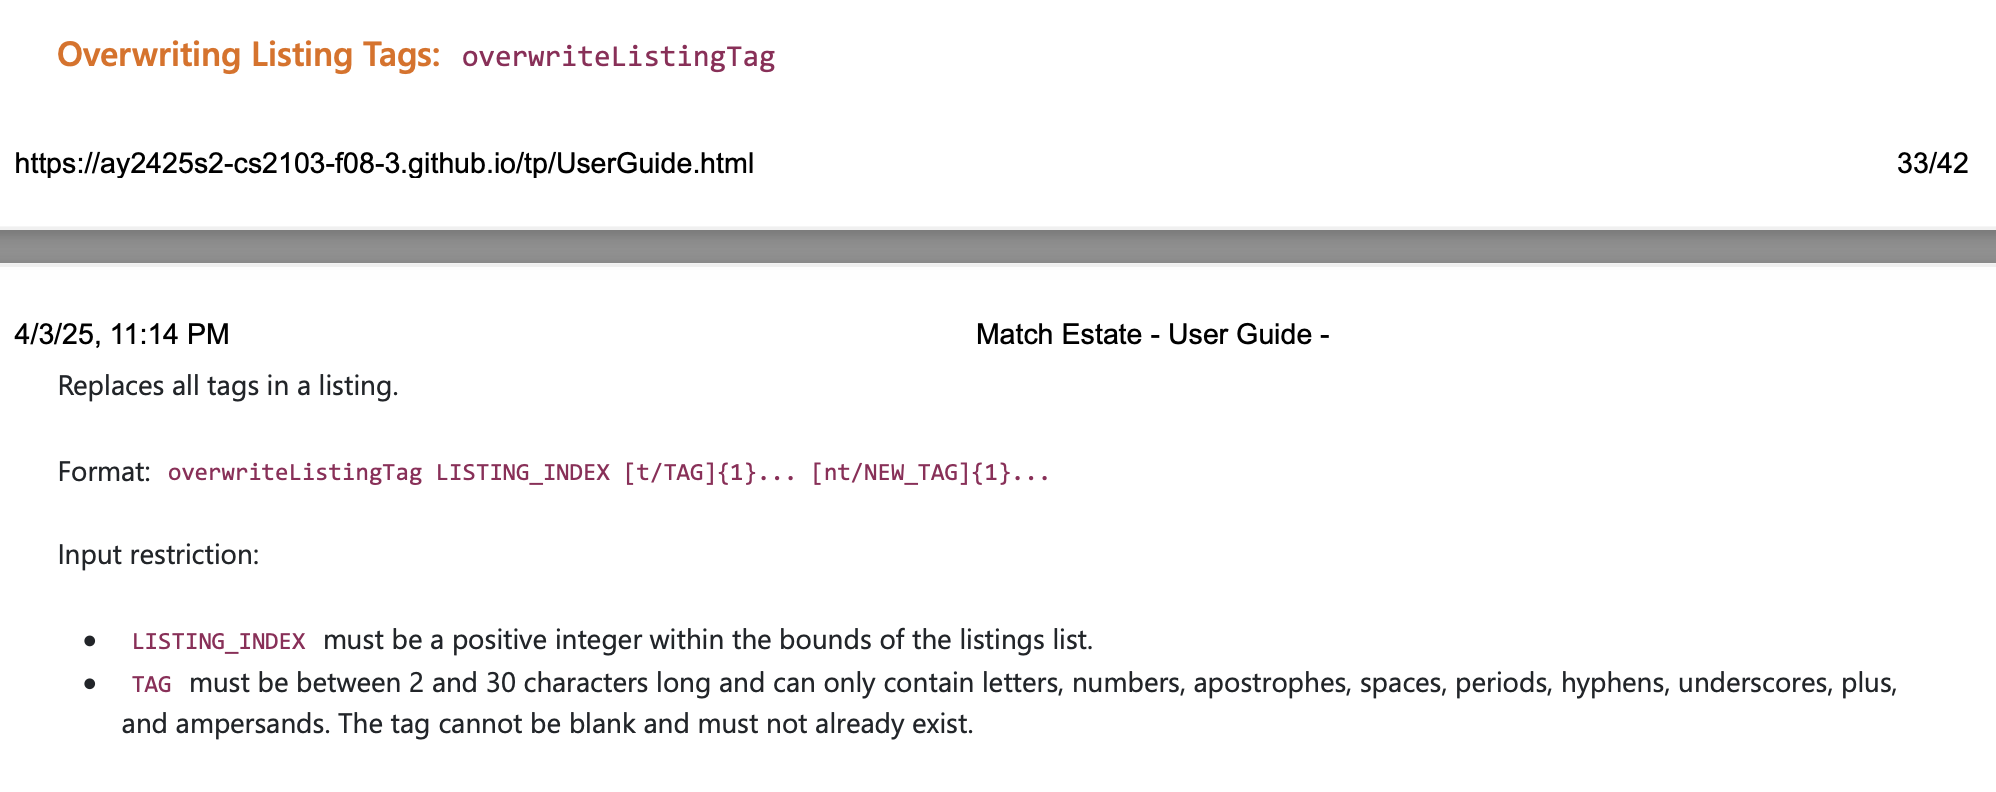 Overwriting Listing Tags: overwriteListingTag
https://ay2425s2-cs2103-f08-3.github.io/tp/UserGuide.html 33/42
4/3/25, 11:14 PM Match Estate - User Guide -
Replaces all tags in a listing.
Format: overwriteListingTag LISTING_INDEX [t/TAG]{1}... [nt/NEW_TAG]{1}...
Input restriction:
• LISTING_INDEX must be a positive integer within the bounds of the listings list.
• TAG must be between 2 and 30 characters long and can only contain letters, numbers, apostrophes, spaces, periods, hyphens, underscores, plus,
and ampersands. The tag cannot be blank and must not already exist.